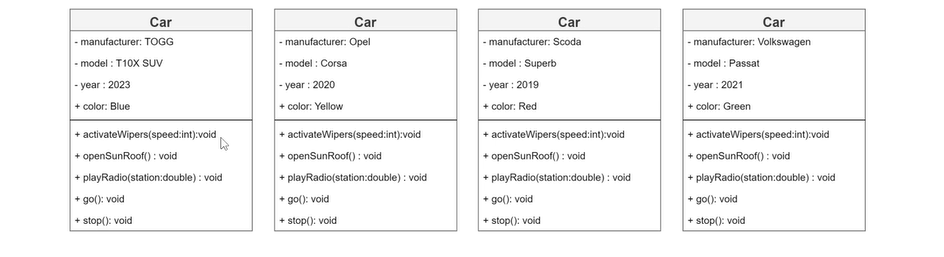 Car
- manufacturer: TOGG
- model : T10X SUV
- year : 2023
+ color: Blue
+ activateWipers(speed:int):void
+ openSunRoof() : void
+ playRadio(station:double) : void
+ go(): void
+ stop(): void
Car
- manufacturer: Opel
- model : Corsa
- year : 2020
+ color: Yellow
+ activateWipers(speed:int):void
+ openSunRoof() : void
+ playRadio(station:double) : void
+ go(): void
+ stop(): void
Car
- manufacturer: Scoda
- model : Superb
- year : 2019
+ color: Red
+ activateWipers(speed:int):void
+ openSunRoof() : void
+ playRadio(station:double) : void
+ go(): void
+ stop(): void
Car
- manufacturer: Volkswagen
- model : Passat
- year : 2021
+ color: Green
+ activateWipers(speed:int):void
+ openSunRoof() : void
+ playRadio(station:double) : void
+ go(): void
+ stop(): void